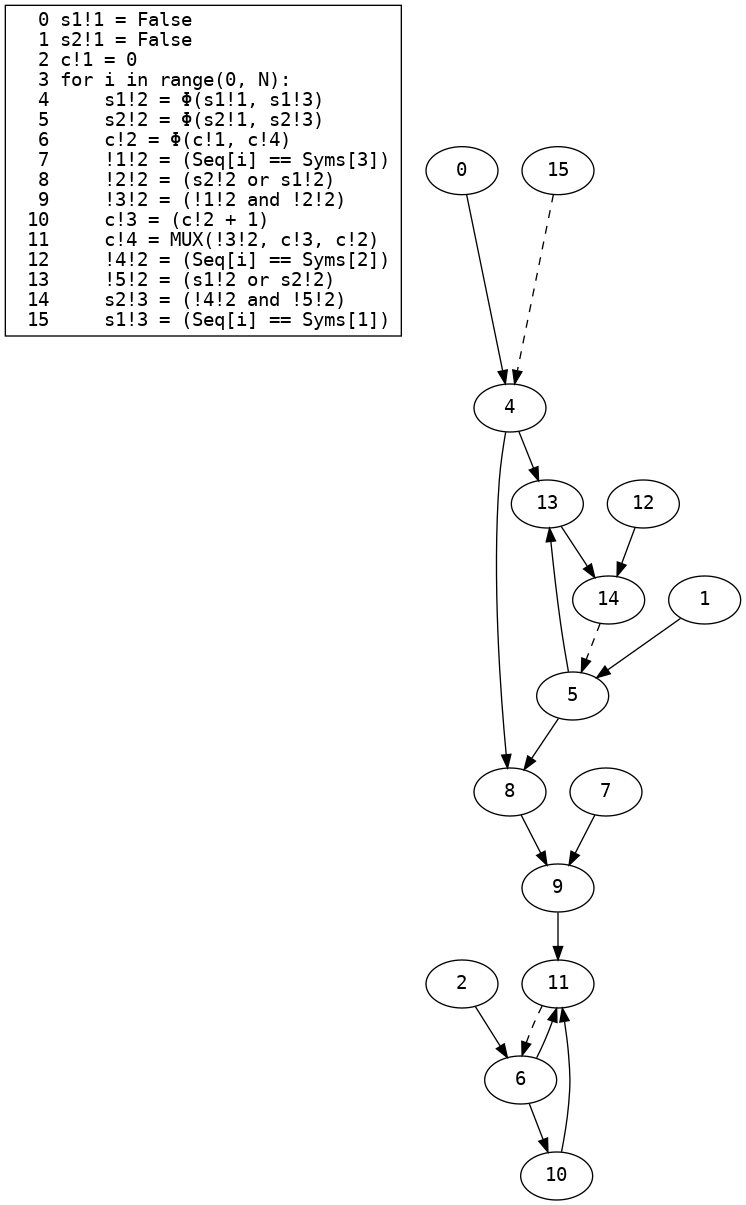 0 s1!1 = False
1 s2!1 = False
2 c!1 = 0
3 for i in range(0, N):
4     s1!2 = Φ(s1!1, s1!3)
5     s2!2 = Φ(s2!1, s2!3)
6     c!2 = Φ(c!1, c!4)
7     !1!2 = (Seq[i] == Syms[3])
8     !2!2 = (s2!2 or s1!2)
9     !3!2 = (!1!2 and !2!2)
10     c!3 = (c!2 + 1)
11     c!4 = MUX(!3!2, c!3, c!2)
12     !4!2 = (Seq[i] == Syms[2])
13     !5!2 = (s1!2 or s2!2)
14     s2!3 = (!4!2 and !5!2)
15     s1!3 = (Seq[i] == Syms[1])
0
15
4
13
12
14
1
5
8
7
9
2
11
6
10